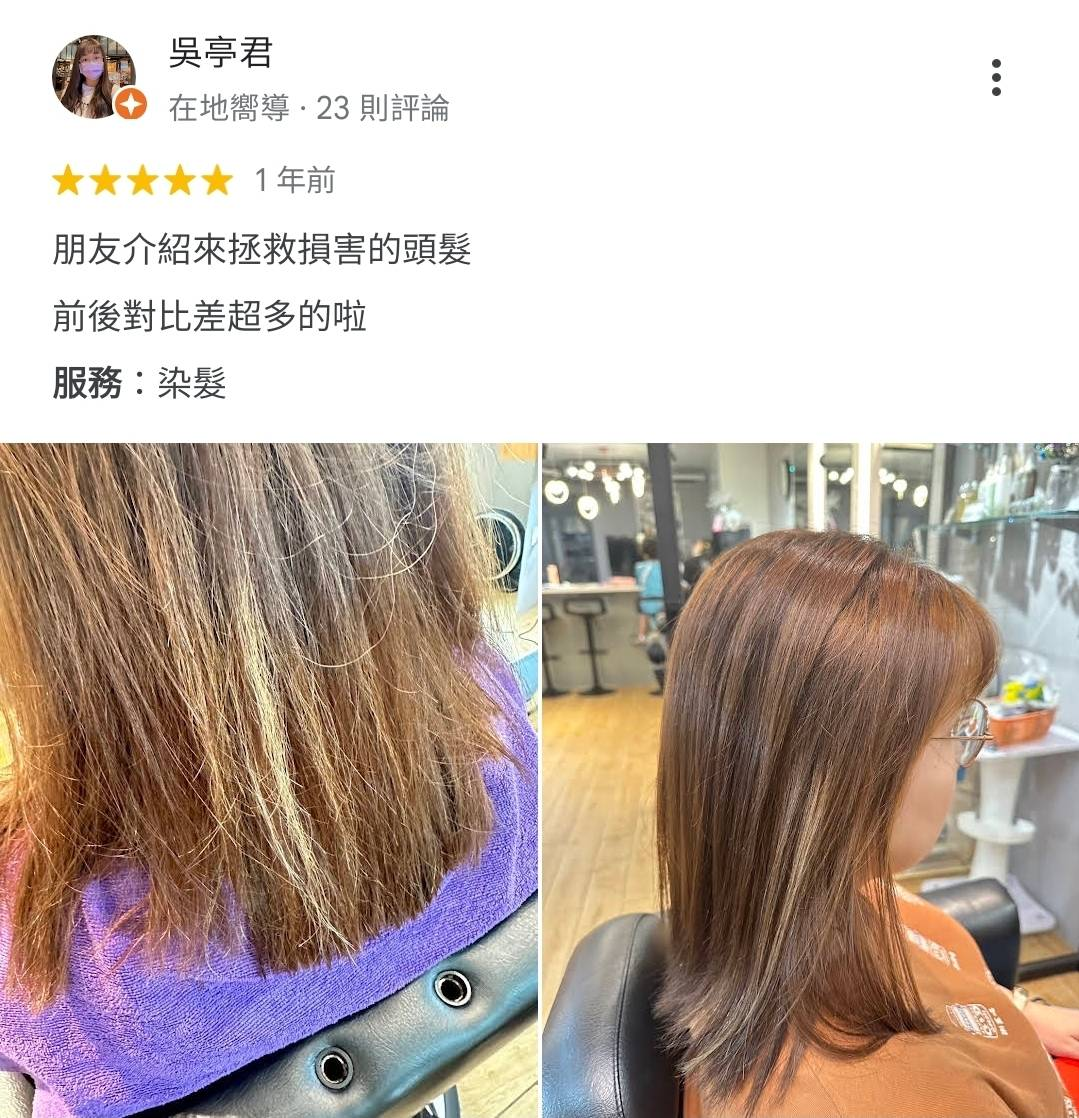 吳亭君
在地嚮導 · 23 則評論
1 年前
朋友介紹來拯救損害的頭髮
前後對比差超多的啦
服務：染髮